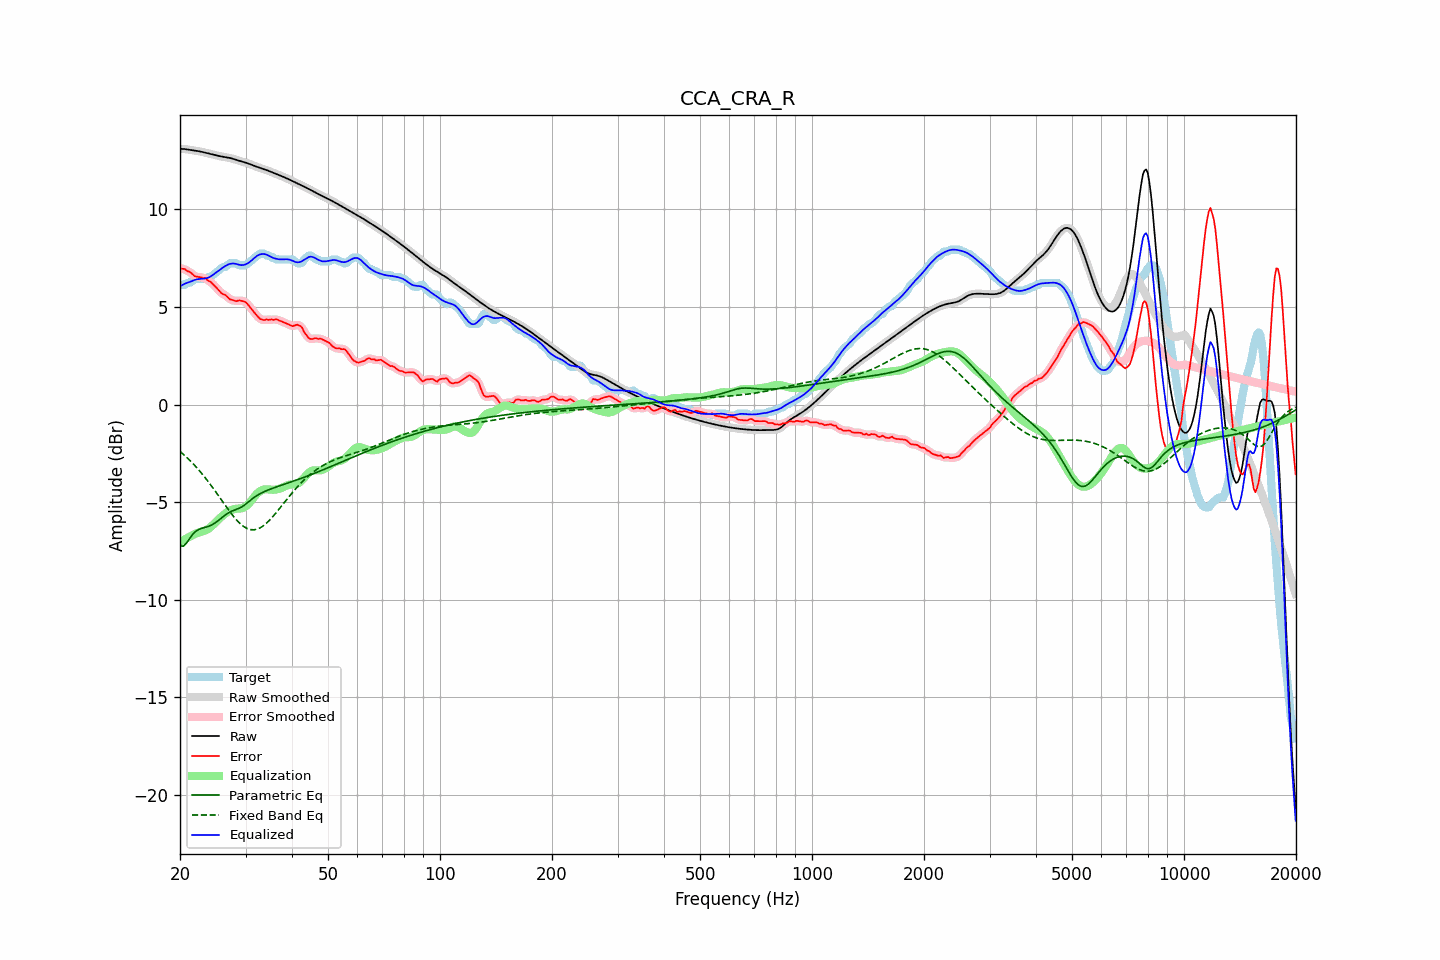 CCA_CRA_R
Amplitude (dBr)
10
5
0
−5
−10
−15
−20
Target
Raw Smoothed
Error Smoothed
Raw
Error
Equalization
Parametric Eq
Fixed Band Eq
Equalized
20 50 100 200 500 1000 2000 5000 10000 20000
Frequency (Hz)